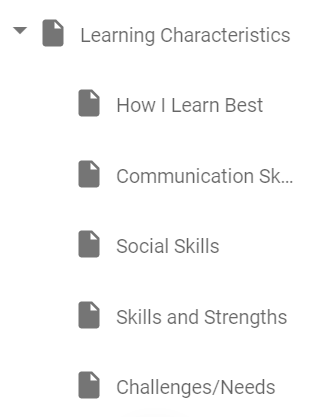 Learning Characteristics
How I Learn Best
Communication Sk...
Social Skills
Skills and Strengths
Challenges/Needs